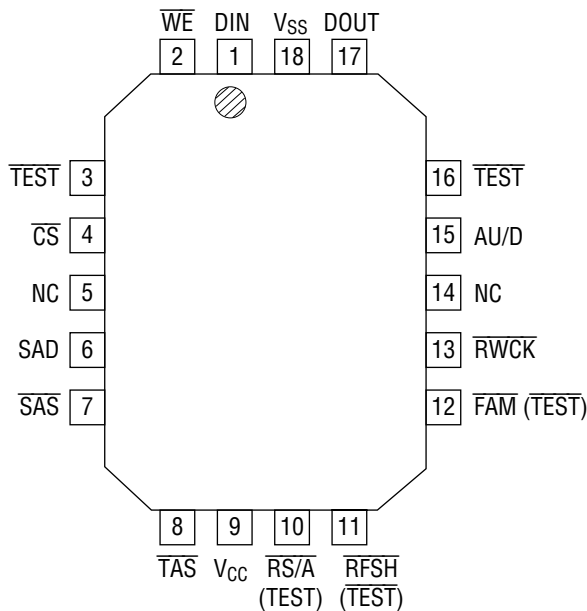 WE DIN VSS DOUT
2 1 18 17
TEST 3 16 TEST
CS 4 15 AU/D
NC 5 14 NC
SAD 6 13 RWCK
SAS 7 12 FAM (TEST)
8 9 10 11
TAS VCC RS/A RFSH
(TEST) (TEST)